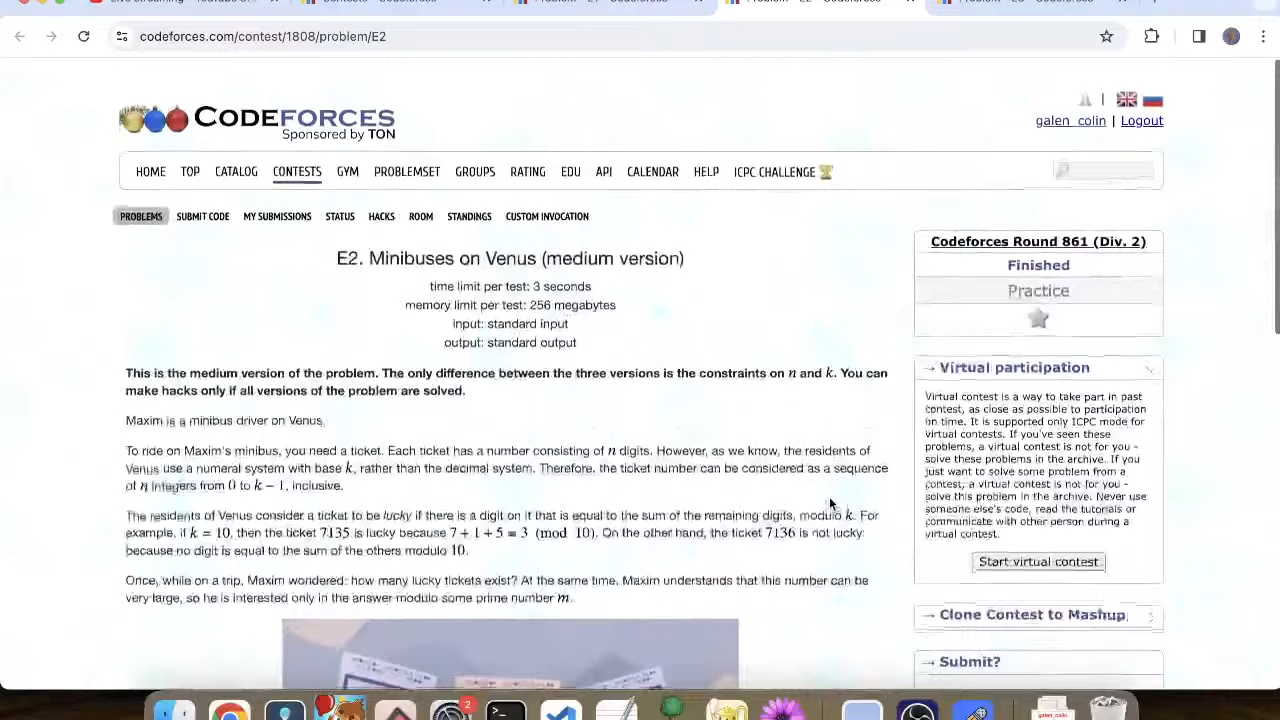 codeforces.com/contest/1808/problem/E2
CODEFORCES
Sponsored by TON
galen_colin | Logout
HOME TOP CATALOG CONTESTS GYM PROBLEMSET GROUPS RATING EDU API CALENDAR HELP ICPC CHALLENGE
PROBLEMS SUBMIT CODE MY SUBMISSIONS STATUS HACKS ROOM STANDINGS CUSTOM INVOCATION
E2. Minibuses on Venus (medium version)
time limit per test: 3 seconds
memory limit per test: 256 megabytes
input: standard input
output: standard output
This is the medium version of the problem. The only difference between the three versions is the constraints on n and k. You can
make hacks only if all versions of the problem are solved.
Maxim is a minibus driver on Venus.
To ride on Maxim's minibus, you need a ticket. Each ticket has a number consisting of n digits. However, as we know, the residents of
Venus use a numeral system with base k, rather than the decimal system. Therefore, the ticket number can be considered as a sequence
of n integers from 0 to k − 1, inclusive.
The residents of Venus consider a ticket to be lucky if there is a digit on it that is equal to the sum of the remaining digits, modulo k. For
example, if k = 10, then the ticket 7135 is lucky because 7 + 1 + 5 ≡ 3 (mod 10). On the other hand, the ticket 7136 is not lucky
because no digit is equal to the sum of the others modulo 10.
Once, while on a trip, Maxim wondered: how many lucky tickets exist? At the same time, Maxim understands that this number can be
very large, so he is interested only in the answer modulo some prime number m.
Codeforces Round 861 (Div. 2)
Finished
Practice
→ Virtual participation
Virtual contest is a way to take part in past
contest, as close as possible to participation
on time. It is supported only ICPC mode for
virtual contests. If you've seen these
problems, a virtual contest is not for you -
solve these problems in the archive. If you
just want to solve some problem from a
contest, a virtual contest is not for you -
solve this problem in the archive. Never use
someone else's code, read the tutorials or
communicate with other person during a
virtual contest.
Start virtual contest
→ Clone Contest to Mashup
→ Submit?
2
galen_colin